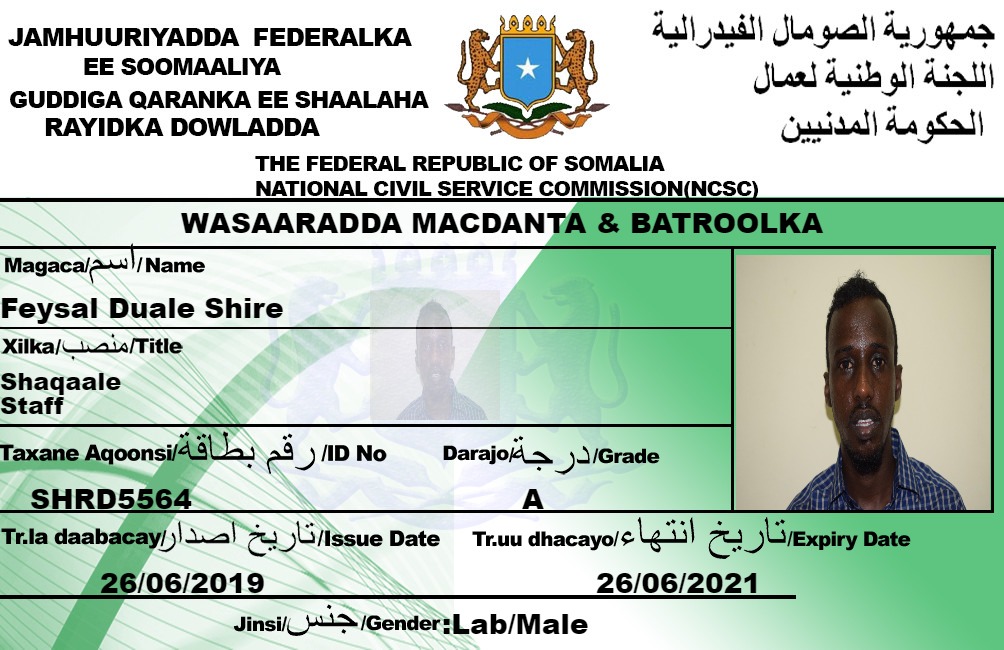 JAMHUURIYADDA FEDERALKA
EE SOOMAALIYA
GUDDIGA QARANKA EE SHAALAHA
RAYIDKA DOWLADDA
جمهورية الصومال الفيدرالية
اللجنة الوطنية لعمال
الحكومة المدنيين
THE FEDERAL REPUBLIC OF SOMALIA
NATIONAL CIVIL SERVICE COMMISSION(NCSC)
WASAARADDA MACDANTA & BATROOLKA
Magaca/اسم/Name
Feysal Duale Shire
Xilka/منصب/Title
Shaqaale
Staff
Taxane Aqoonsi/رقم بطاقة/ID No
SHRD5564
Darajo/درجة/Grade
A
Tr.la daabacay/تاريخ اصدار/Issue Date
26/06/2019
Tr.uu dhacayo/تاريخ انتهاء/Expiry Date
26/06/2021
Jinsi/جنس/Gender:Lab/Male